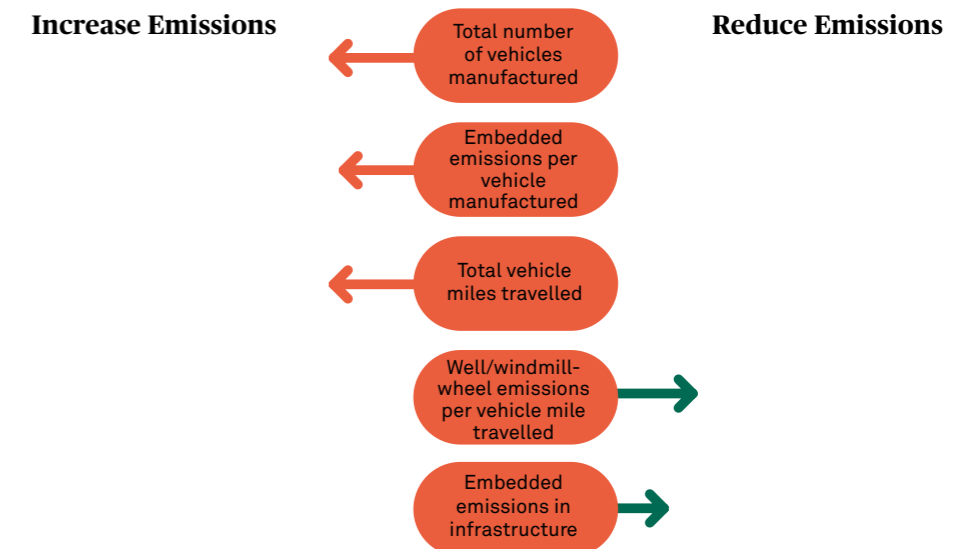 Increase Emissions
Reduce Emissions
Total number
of vehicles
manufactured
Embedded
emissions per
vehicle
manufactured
Total vehicle
miles travelled
Well/windmill-
wheel emissions
per vehicle mile
travelled
Embedded
emissions in
infrastructure